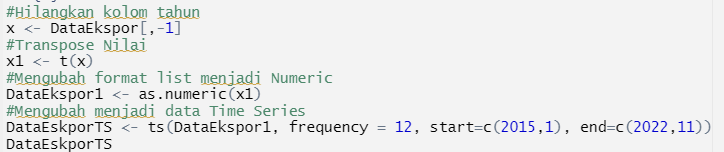 #Hilangkan kolom tahun
x <- DataEkspor[,-1]
#Transpose Nilai
x1 <- t(x)
#Mengubah format list menjadi Numeric
DataEkspor1 <- as.numeric(x1)
#Mengubah menjadi data Time Series
DataEskporTS <- ts(DataEkspor1, frequency = 12, start=c(2015,1), end=c(2022,11))
DataEskporTS